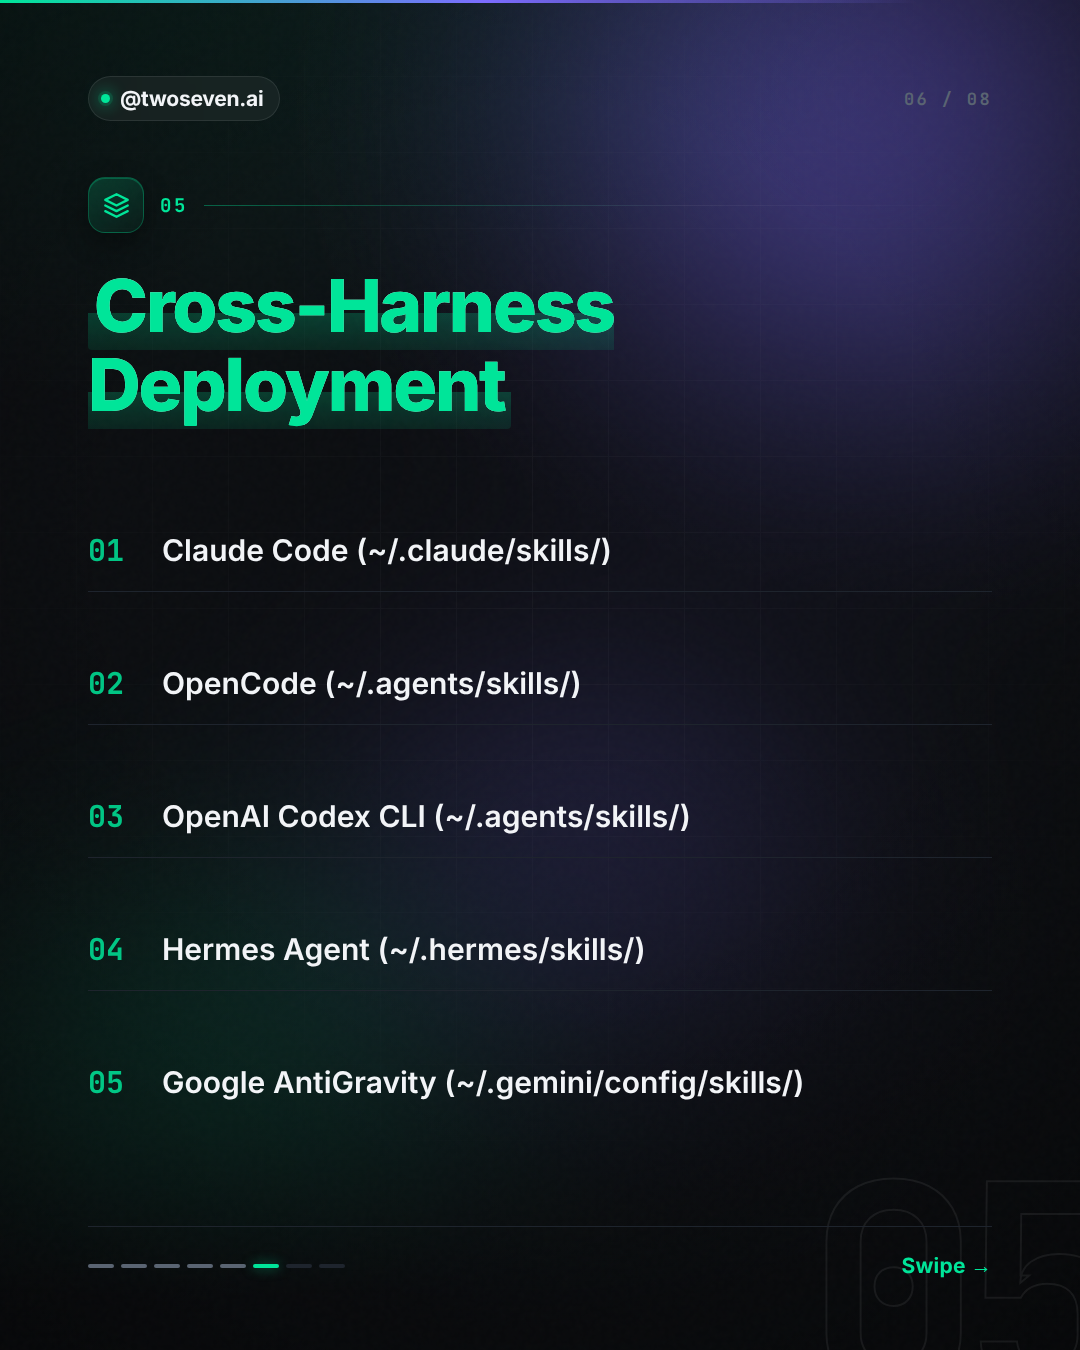 @twoseven.ai
06 / 08
05
Cross-Harness
Deployment
01 Claude Code (~/.claude/skills/)
02 OpenCode (~/.agents/skills/)
03 OpenAI Codex CLI (~/.agents/skills/)
04 Hermes Agent (~/.hermes/skills/)
05 Google AntiGravity (~/.gemini/config/skills/)
Swipe →
05